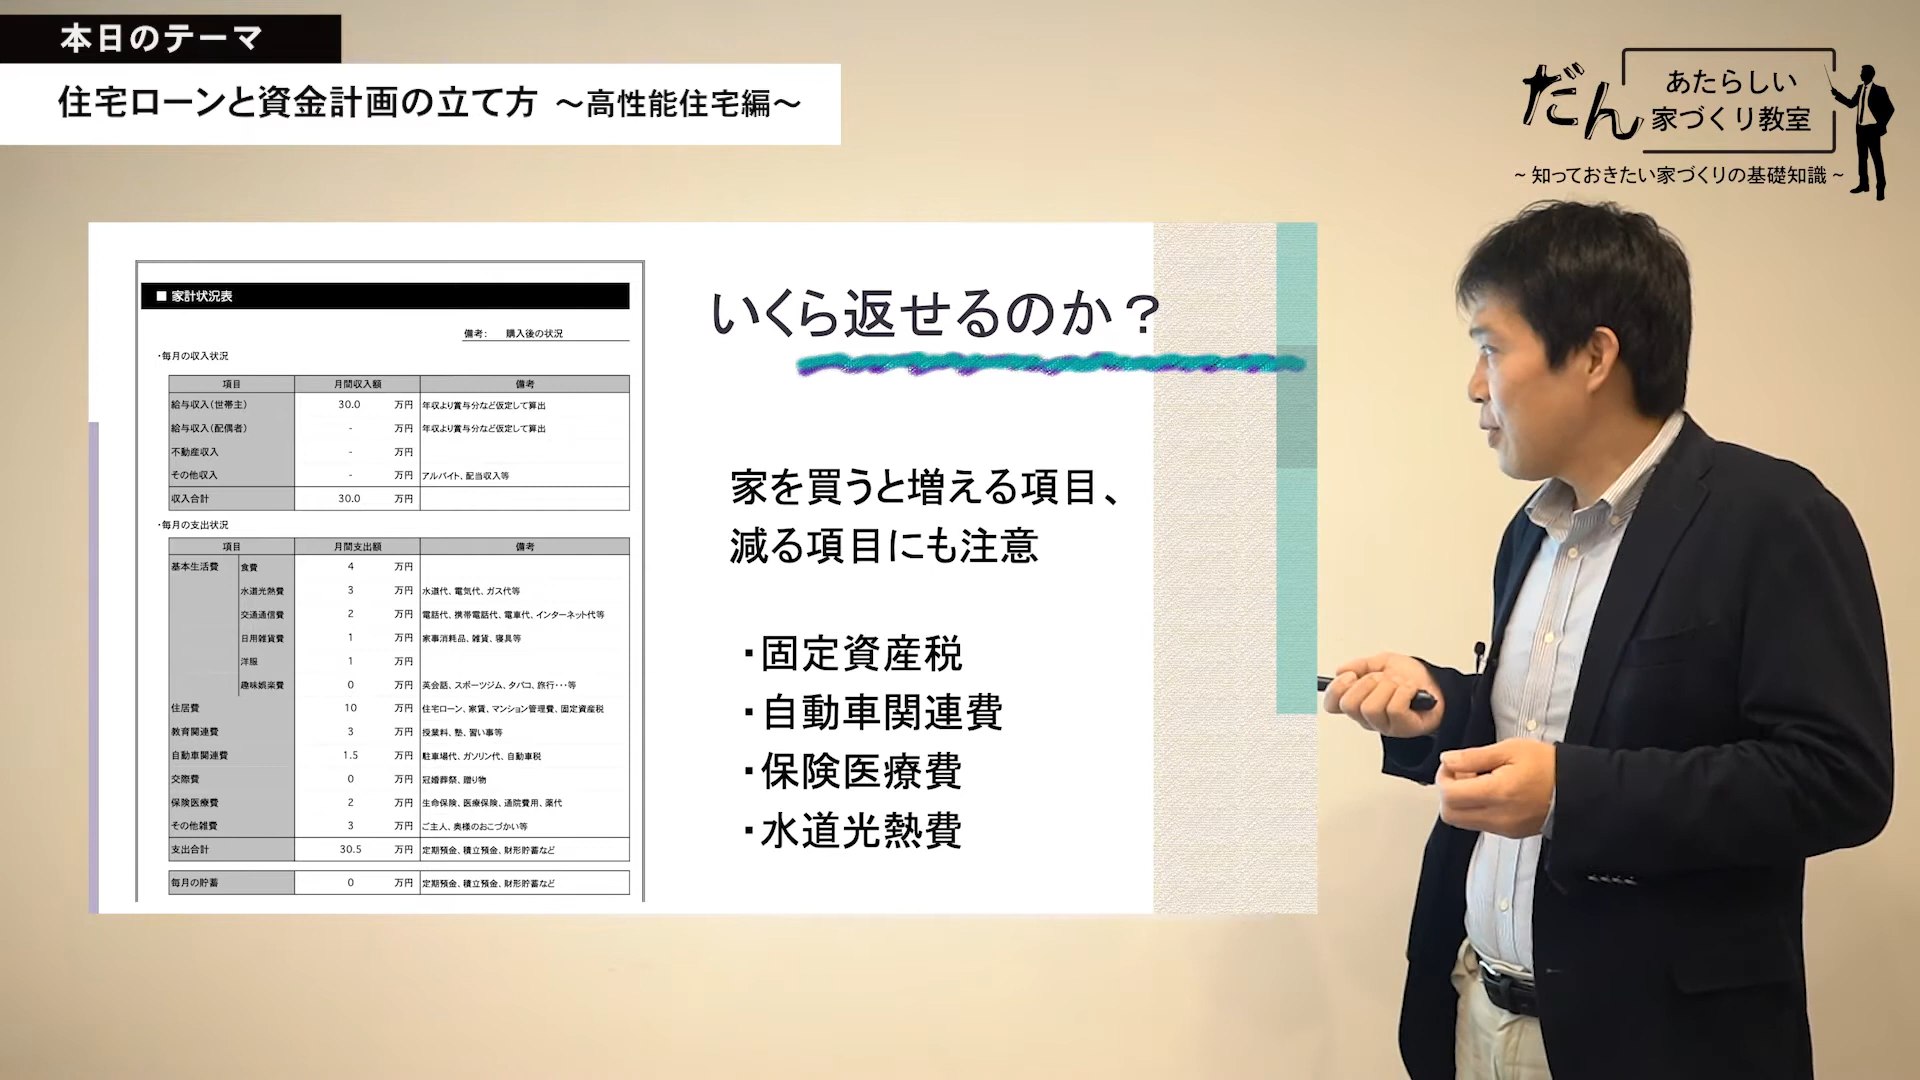 本日のテーマ
住宅ローンと資金計画の立て方 ～高性能住宅編～
だん
あたらしい
家づくり教室
～知っておきたい家づくりの基礎知識～
■ 家計状況表
備考： 購入後の状況
・毎月の収入状況
項目 月間収入額 備考
給与収入（世帯主） 30.0 万円 年収より賞与分など仮定して算出
給与収入（配偶者） - 万円 年収より賞与分など仮定して算出
不動産収入 - 万円
その他収入 - 万円 アルバイト、配当収入等
収入合計 30.0 万円
・毎月の支出状況
項目 月間支出額 備考
基本生活費 食費 4 万円
水道光熱費 3 万円 水道代、電気代、ガス代等
交通通信費 2 万円 電話代、携帯電話代、電車代、インターネット代等
日用雑貨費 1 万円 家事消耗品、雑貨、寝具等
洋服 1 万円
趣味娯楽費 0 万円 英会話、スポーツジム、タバコ、旅行・・・等
住居費 10 万円 住宅ローン、家賃、マンション管理費、固定資産税
教育関連費 3 万円 授業料、塾、習い事等
自動車関連費 1.5 万円 駐車場代、ガソリン代、自動車税
交際費 0 万円 冠婚葬祭、贈り物
保険医療費 2 万円 生命保険、医療保険、通院費用、薬代
その他雑費 3 万円 ご主人、奥様のおこづかい等
支出合計 30.5 万円 定期預金、積立預金、財形貯蓄など
毎月の貯蓄 0 万円 定期預金、積立預金、財形貯蓄など
いくら返せるのか？
家を買うと増える項目、
減る項目にも注意
・固定資産税
・自動車関連費
・保険医療費
・水道光熱費